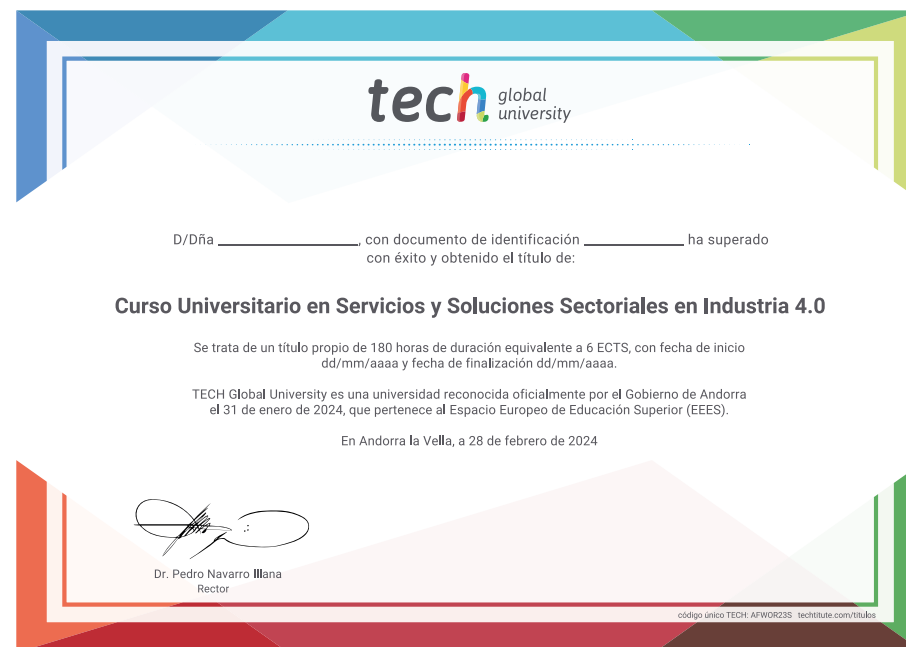 tech global university
D/Dña ____________________, con documento de identificación ______________ ha superado
con éxito y obtenido el título de:
Curso Universitario en Servicios y Soluciones Sectoriales en Industria 4.0
Se trata de un título propio de 180 horas de duración equivalente a 6 ECTS, con fecha de inicio
dd/mm/aaaa y fecha de finalización dd/mm/aaaa.
TECH Global University es una universidad reconocida oficialmente por el Gobierno de Andorra
el 31 de enero de 2024, que pertenece al Espacio Europeo de Educación Superior (EEES).
En Andorra la Vella, a 28 de febrero de 2024
Dr. Pedro Navarro Illana
Rector
código único TECH: AFWOR23S techtitute.com/titulos